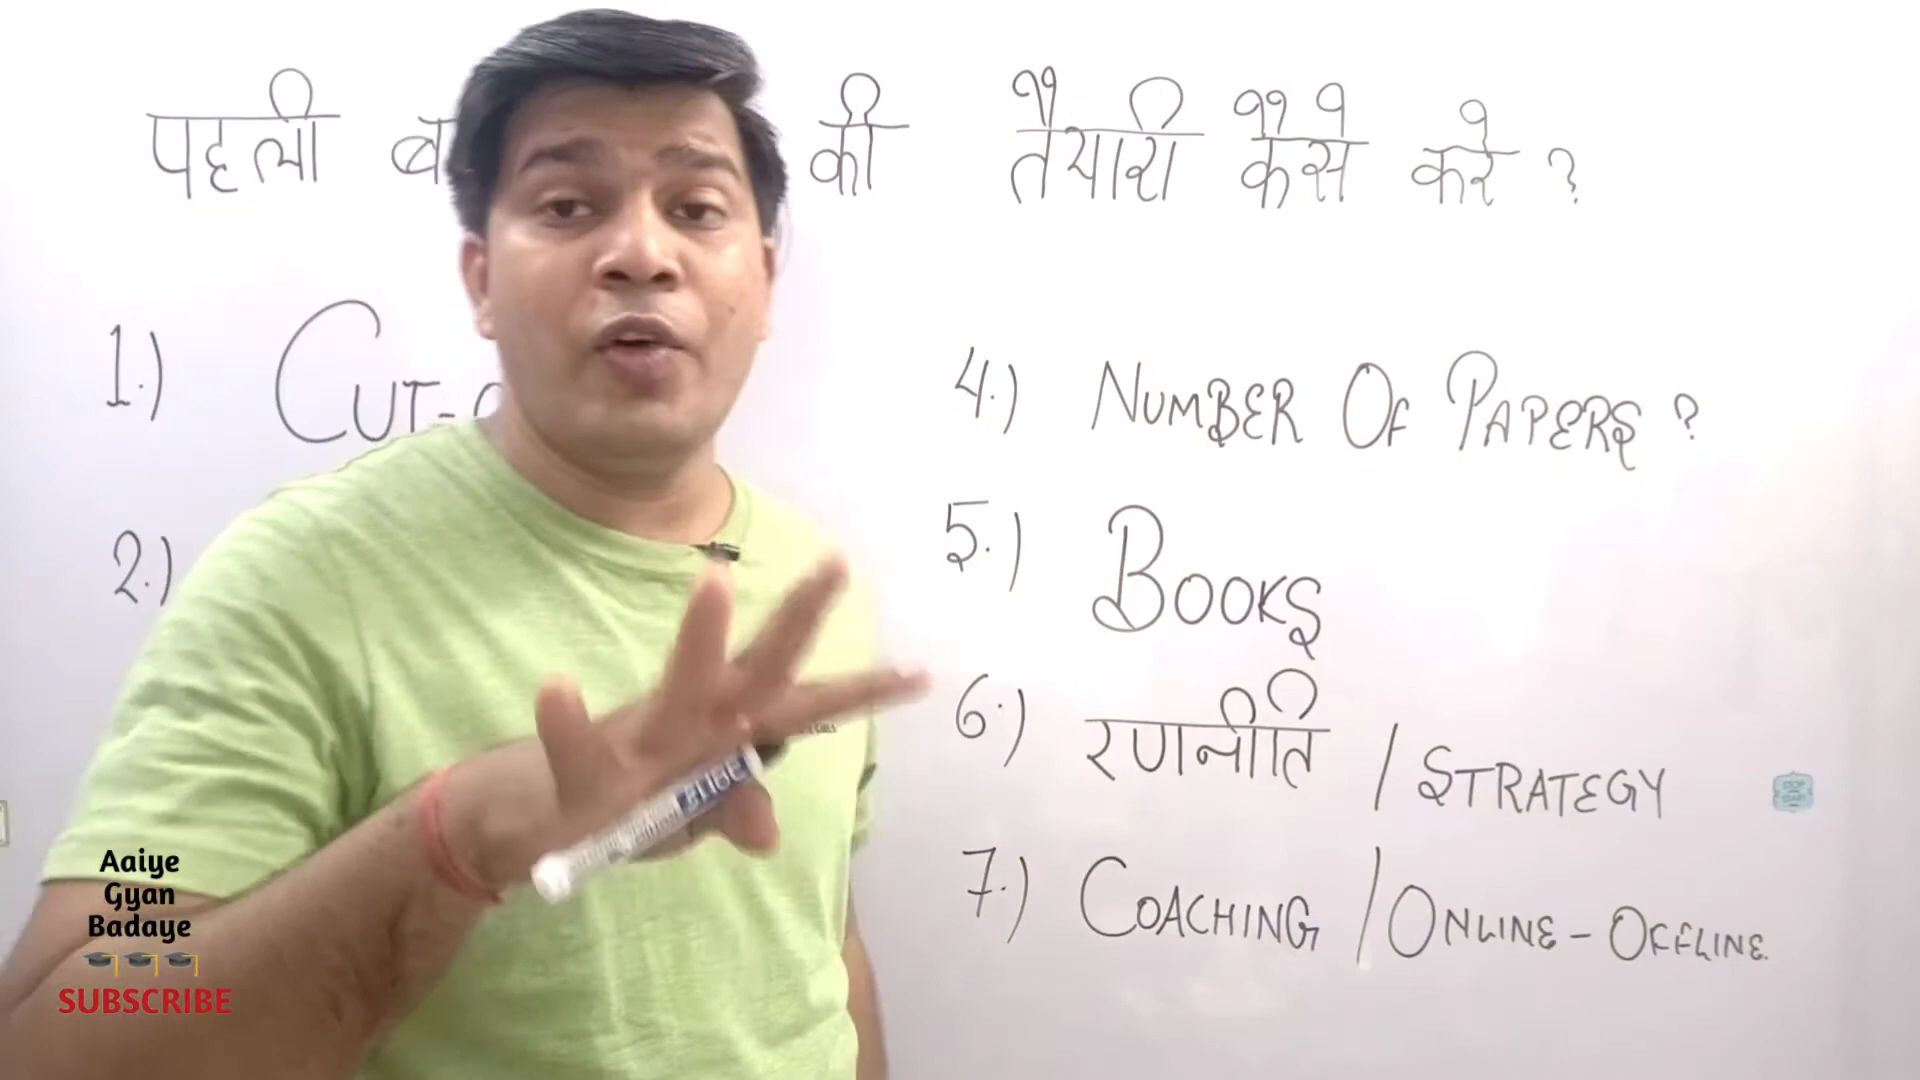 पहली की तैयारी कैसे करे ?
1.) CUT-
2.)
4.) NUMBER OF PAPERS ?
5.) BOOKS
6.) रणनीति / STRATEGY
7.) COACHING / ONLINE - OFFLINE.
Aaiye
Gyan
Badaye
SUBSCRIBE